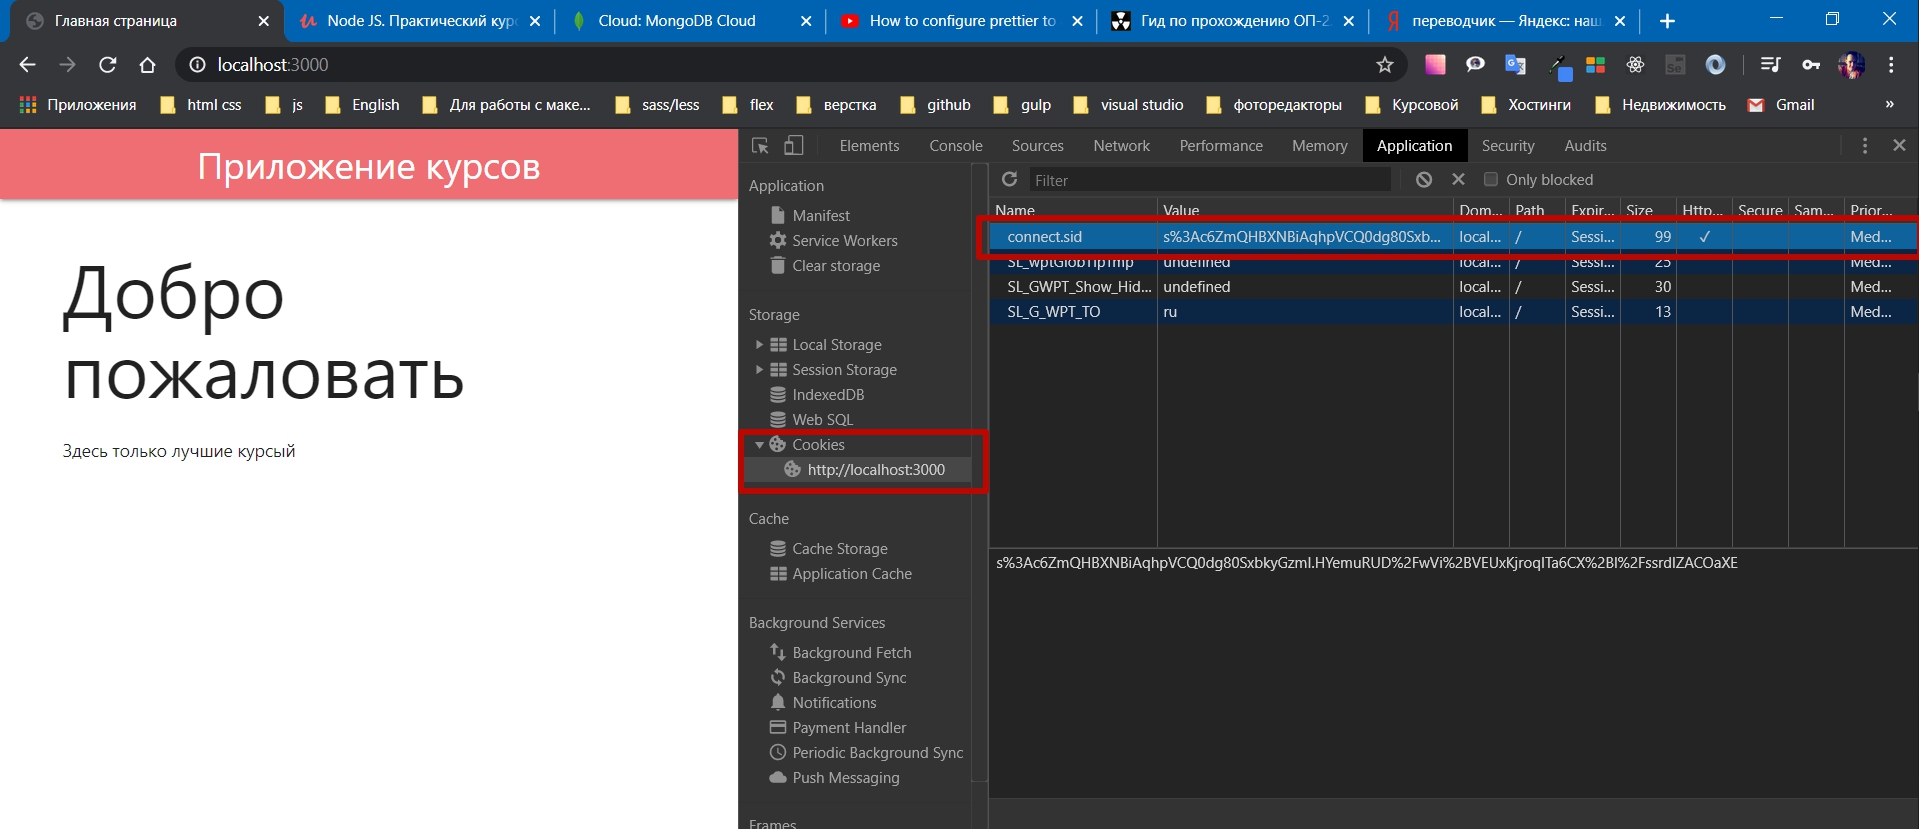 Главная страница
Node JS. Практический курс
Cloud: MongoDB Cloud
How to configure prettier to
Гид по прохождению ОП-2.
переводчик — Яндекс: наш
localhost:3000
Приложения
html css
js
English
Для работы с маке...
sass/less
flex
верстка
github
gulp
visual studio
фоторедакторы
Курсовой
Хостинги
Недвижимость
Gmail
»
Приложение курсов
Добро
пожаловать
Здесь только лучшие курсый
Elements Console Sources Network Performance Memory Application Security Audits
Application
Manifest
Service Workers
Clear storage
Storage
Local Storage
Session Storage
IndexedDB
Web SQL
Cookies
http://localhost:3000
Cache
Cache Storage
Application Cache
Background Services
Background Fetch
Background Sync
Notifications
Payment Handler
Periodic Background Sync
Push Messaging
Frames
Filter
Only blocked
Name Value Dom... Path Expir... Size Http... Secure Sam... Prior...
connect.sid s%3Ac6ZmQHBXNBiAqhpVCQ0dg80Sxb... local... / Sessi... 99 ✓ Med...
SL_wptGlobTipTmp undefined local... / Sessi... 25 Med...
SL_GWPT_Show_Hid... undefined local... / Sessi... 30 Med...
SL_G_WPT_TO ru local... / Sessi... 13 Med...
s%3Ac6ZmQHBXNBiAqhpVCQ0dg80SxbkyGzmI.HYemuRUD%2FwVi%2BVEUxKjroqITa6CX%2BI%2FssrdIZACOaXE